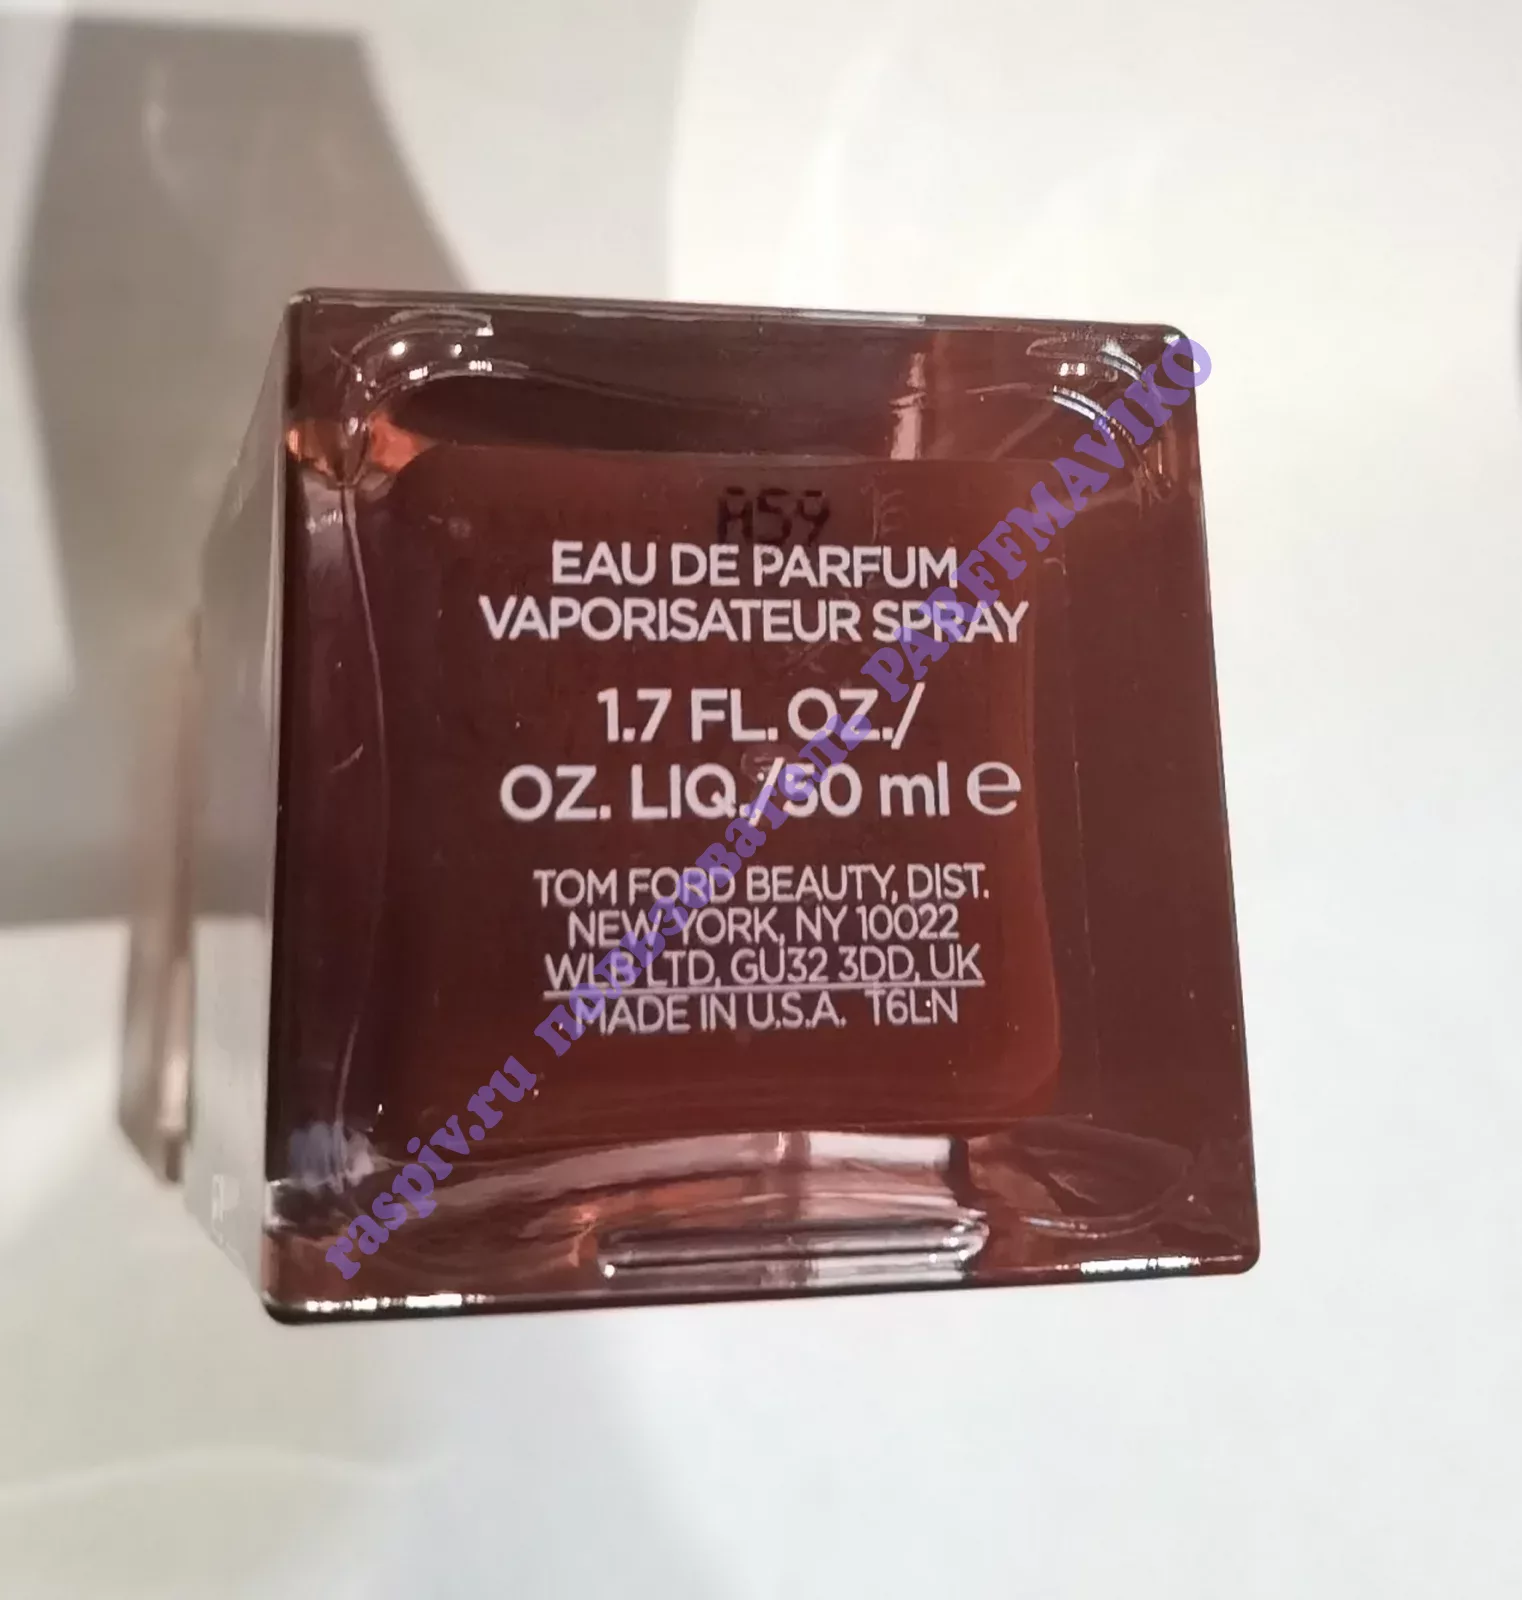 A59
EAU DE PARFUM
VAPORISATEUR SPRAY
1.7 FL. OZ./
OZ. LIQ./50 ml e
TOM FORD BEAUTY, DIST.
NEW YORK, NY 10022
WLB LTD, GU32 3DD, UK
MADE IN U.S.A. T6LN
raspiv.ru пользователь PARFFMAVIKO